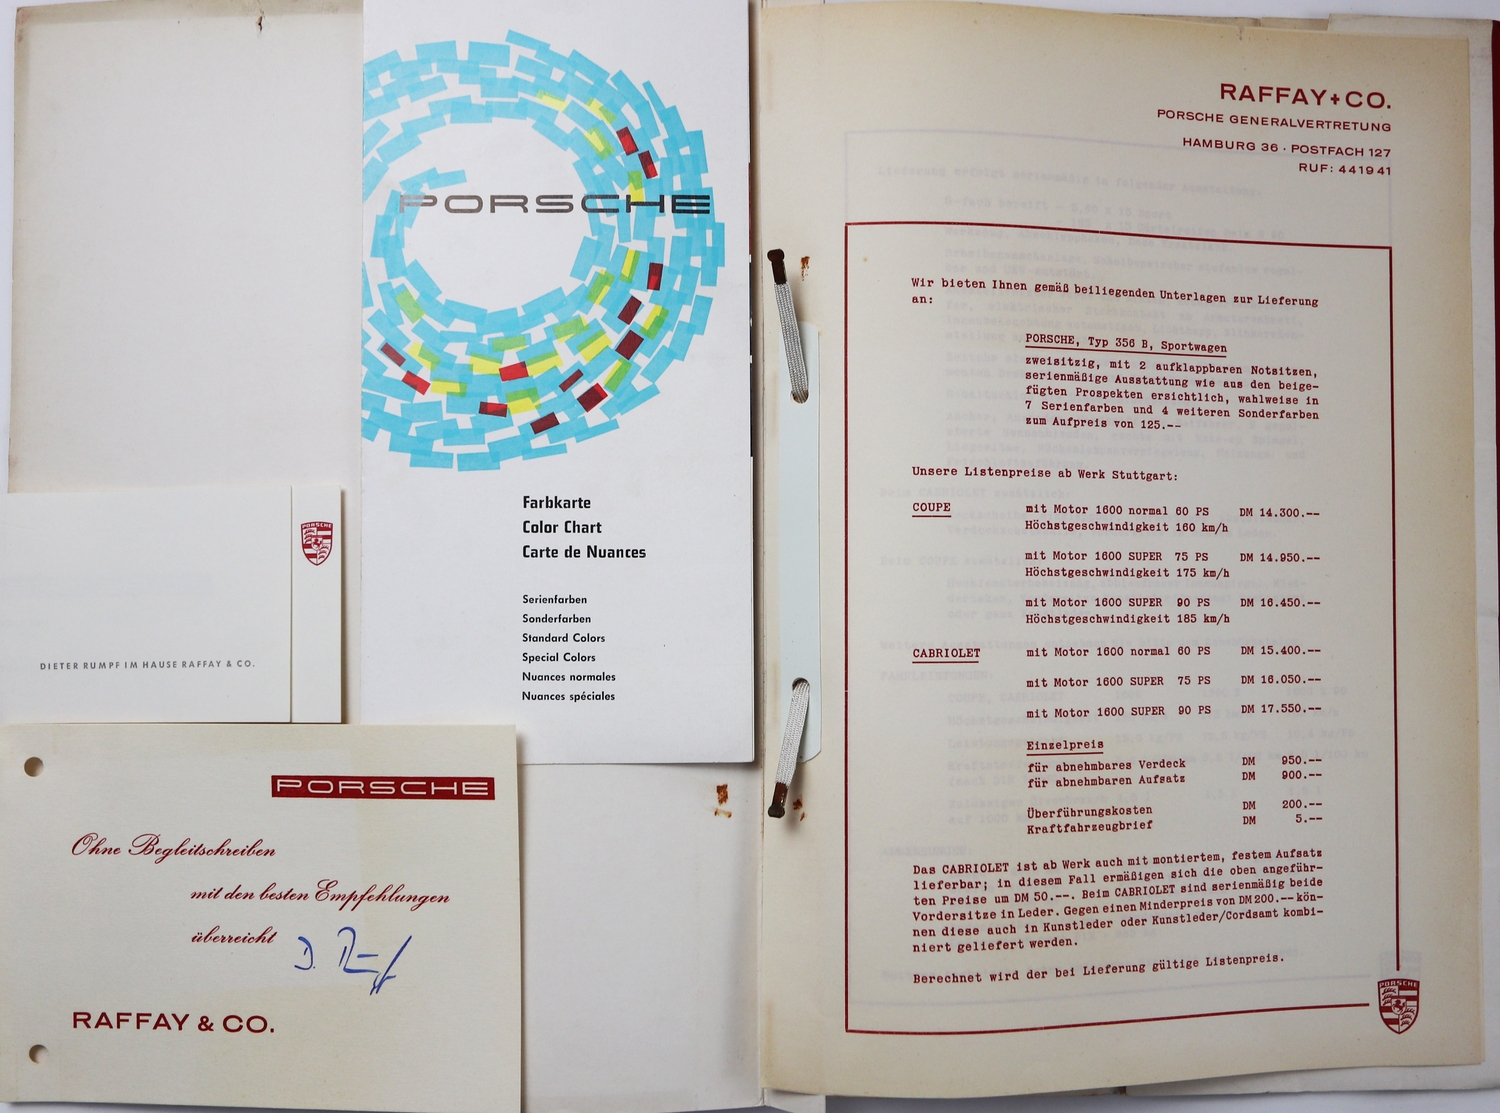 PORSCHE
Farbkarte
Color Chart
Carte de Nuances
Serienfarben
Sonderfarben
Standard Colors
Special Colors
Nuances normales
Nuances spéciales
PORSCHE
DIETER RUMPF IM HAUSE RAFFAY & CO.
PORSCHE
Ohne Begleitschreiben
mit den besten Empfehlungen
überreicht
RAFFAY & CO.
RAFFAY+CO.
PORSCHE GENERALVERTRETUNG
HAMBURG 36 · POSTFACH 127
RUF: 441941
Wir bieten Ihnen gemäß beiliegenden Unterlagen zur Lieferung
an:
PORSCHE, Typ 356 B, Sportwagen
zweisitzig, mit 2 aufklappbaren Notsitzen,
serienmäßige Ausstattung wie aus den beige-
fügten Prospekten ersichtlich, wahlweise in
7 Serienfarben und 4 weiteren Sonderfarben
zum Aufpreis von 125.--
Unsere Listenpreise ab Werk Stuttgart:
COUPE mit Motor 1600 normal 60 PS DM 14.300.--
Höchstgeschwindigkeit 160 km/h
mit Motor 1600 SUPER 75 PS DM 14.950.--
Höchstgeschwindigkeit 175 km/h
mit Motor 1600 SUPER 90 PS DM 16.450.--
Höchstgeschwindigkeit 185 km/h
CABRIOLET mit Motor 1600 normal 60 PS DM 15.400.--
mit Motor 1600 SUPER 75 PS DM 16.050.--
mit Motor 1600 SUPER 90 PS DM 17.550.--
Einzelpreis
für abnehmbares Verdeck DM 950.--
für abnehmbaren Aufsatz DM 900.--
Überführungskosten DM 200.--
Kraftfahrzeugbrief DM 5.--
Das CABRIOLET ist ab Werk auch mit montiertem, festem Aufsatz
lieferbar; in diesem Fall ermäßigen sich die oben angeführ-
ten Preise um DM 50.--. Beim CABRIOLET sind serienmäßig beide
Vordersitze in Leder. Gegen einen Minderpreis von DM 200.-- kön-
nen diese auch in Kunstleder oder Kunstleder/Cordsamt kombi-
niert geliefert werden.
Berechnet wird der bei Lieferung gültige Listenpreis.
PORSCHE